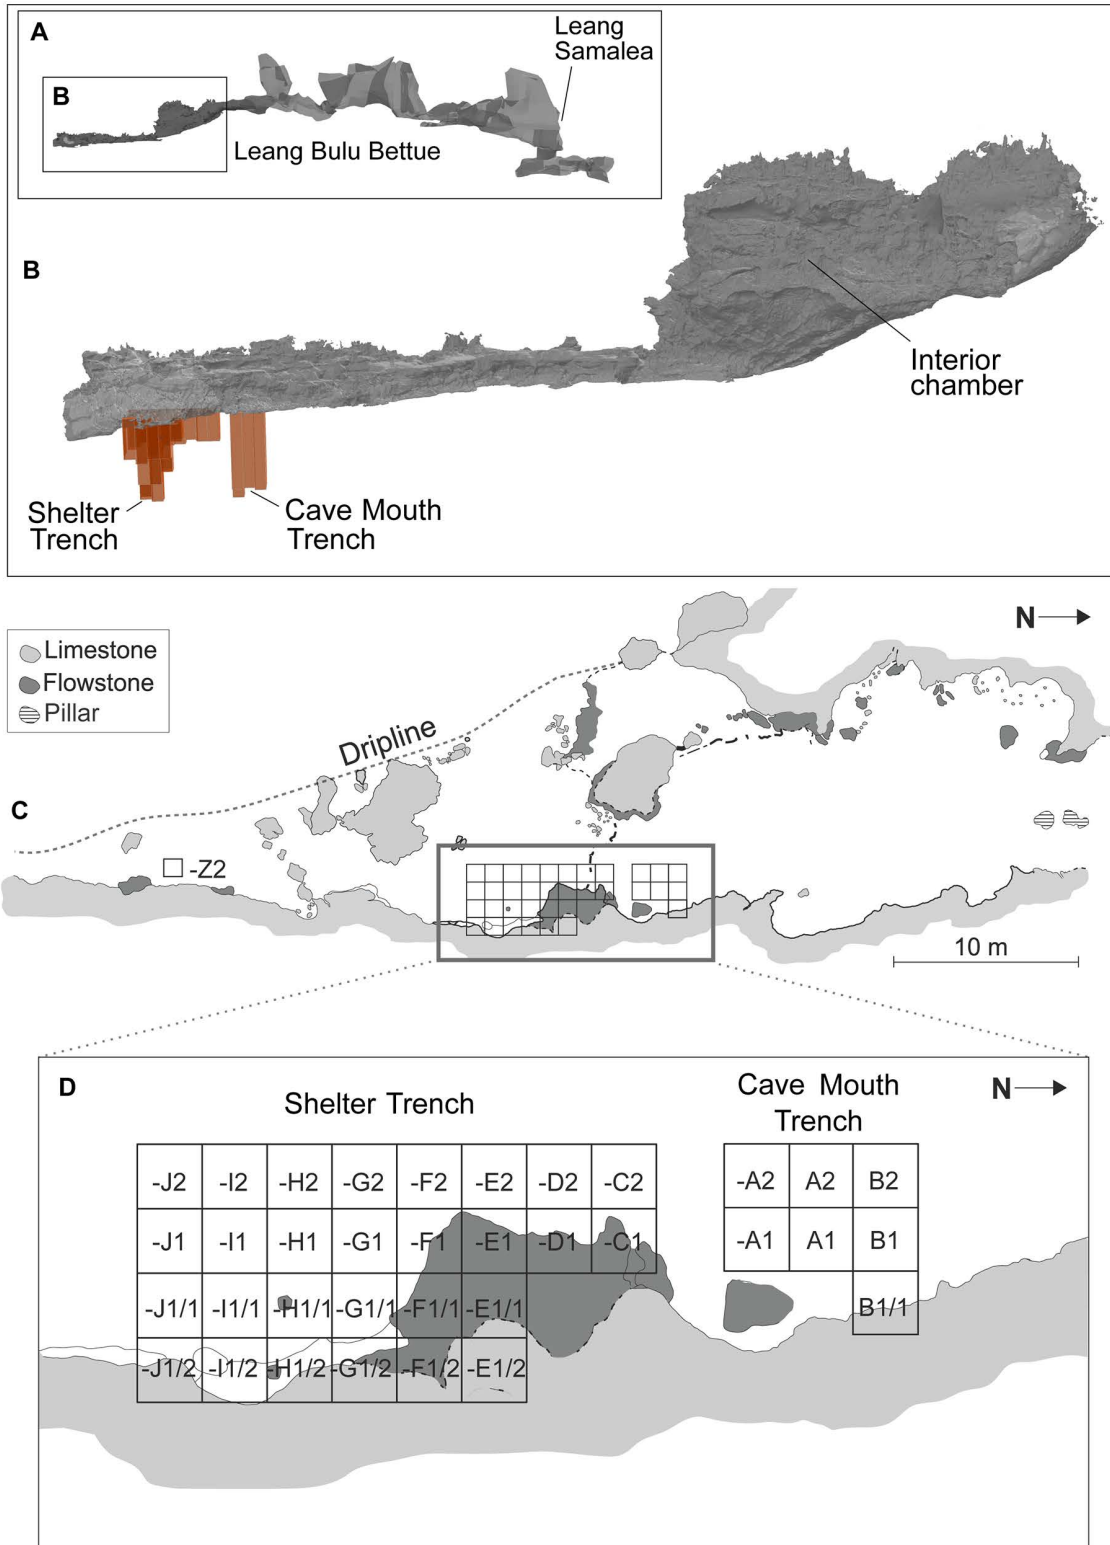 A
Leang
Samalea
B
Leang Bulu Bettue
B
Interior
chamber
Shelter
Trench
Cave Mouth
Trench
N
Limestone
Flowstone
Pillar
Dripline
C
-Z2
10 m
D
Shelter Trench
Cave Mouth
Trench
N
-J2 -I2 -H2 -G2 -F2 -E2 -D2 -C2 -A2 A2 B2
-J1 -I1 -H1 -G1 -F1 -E1 -D1 -C1 -A1 A1 B1
-J1/1 -I1/1 -H1/1 -G1/1 -F1/1 -E1/1 B1/1
-J1/2 -I1/2 -H1/2 -G1/2 -F1/2 -E1/2